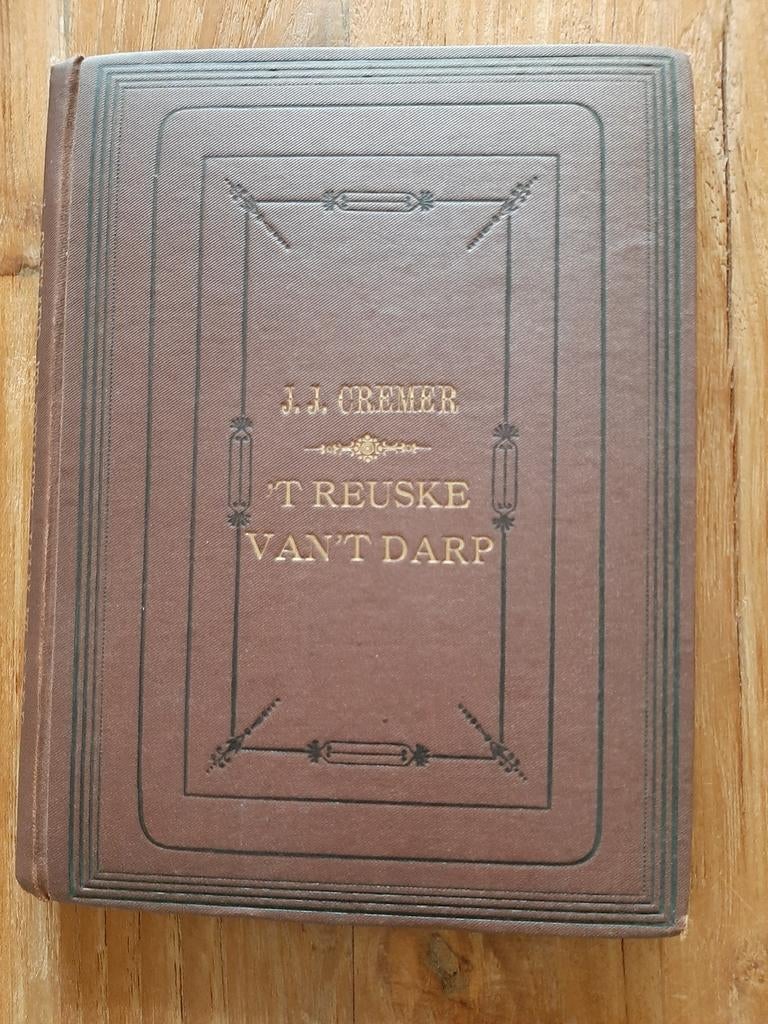 J. J. CREMER
'T REUSKE
VAN'T DARP